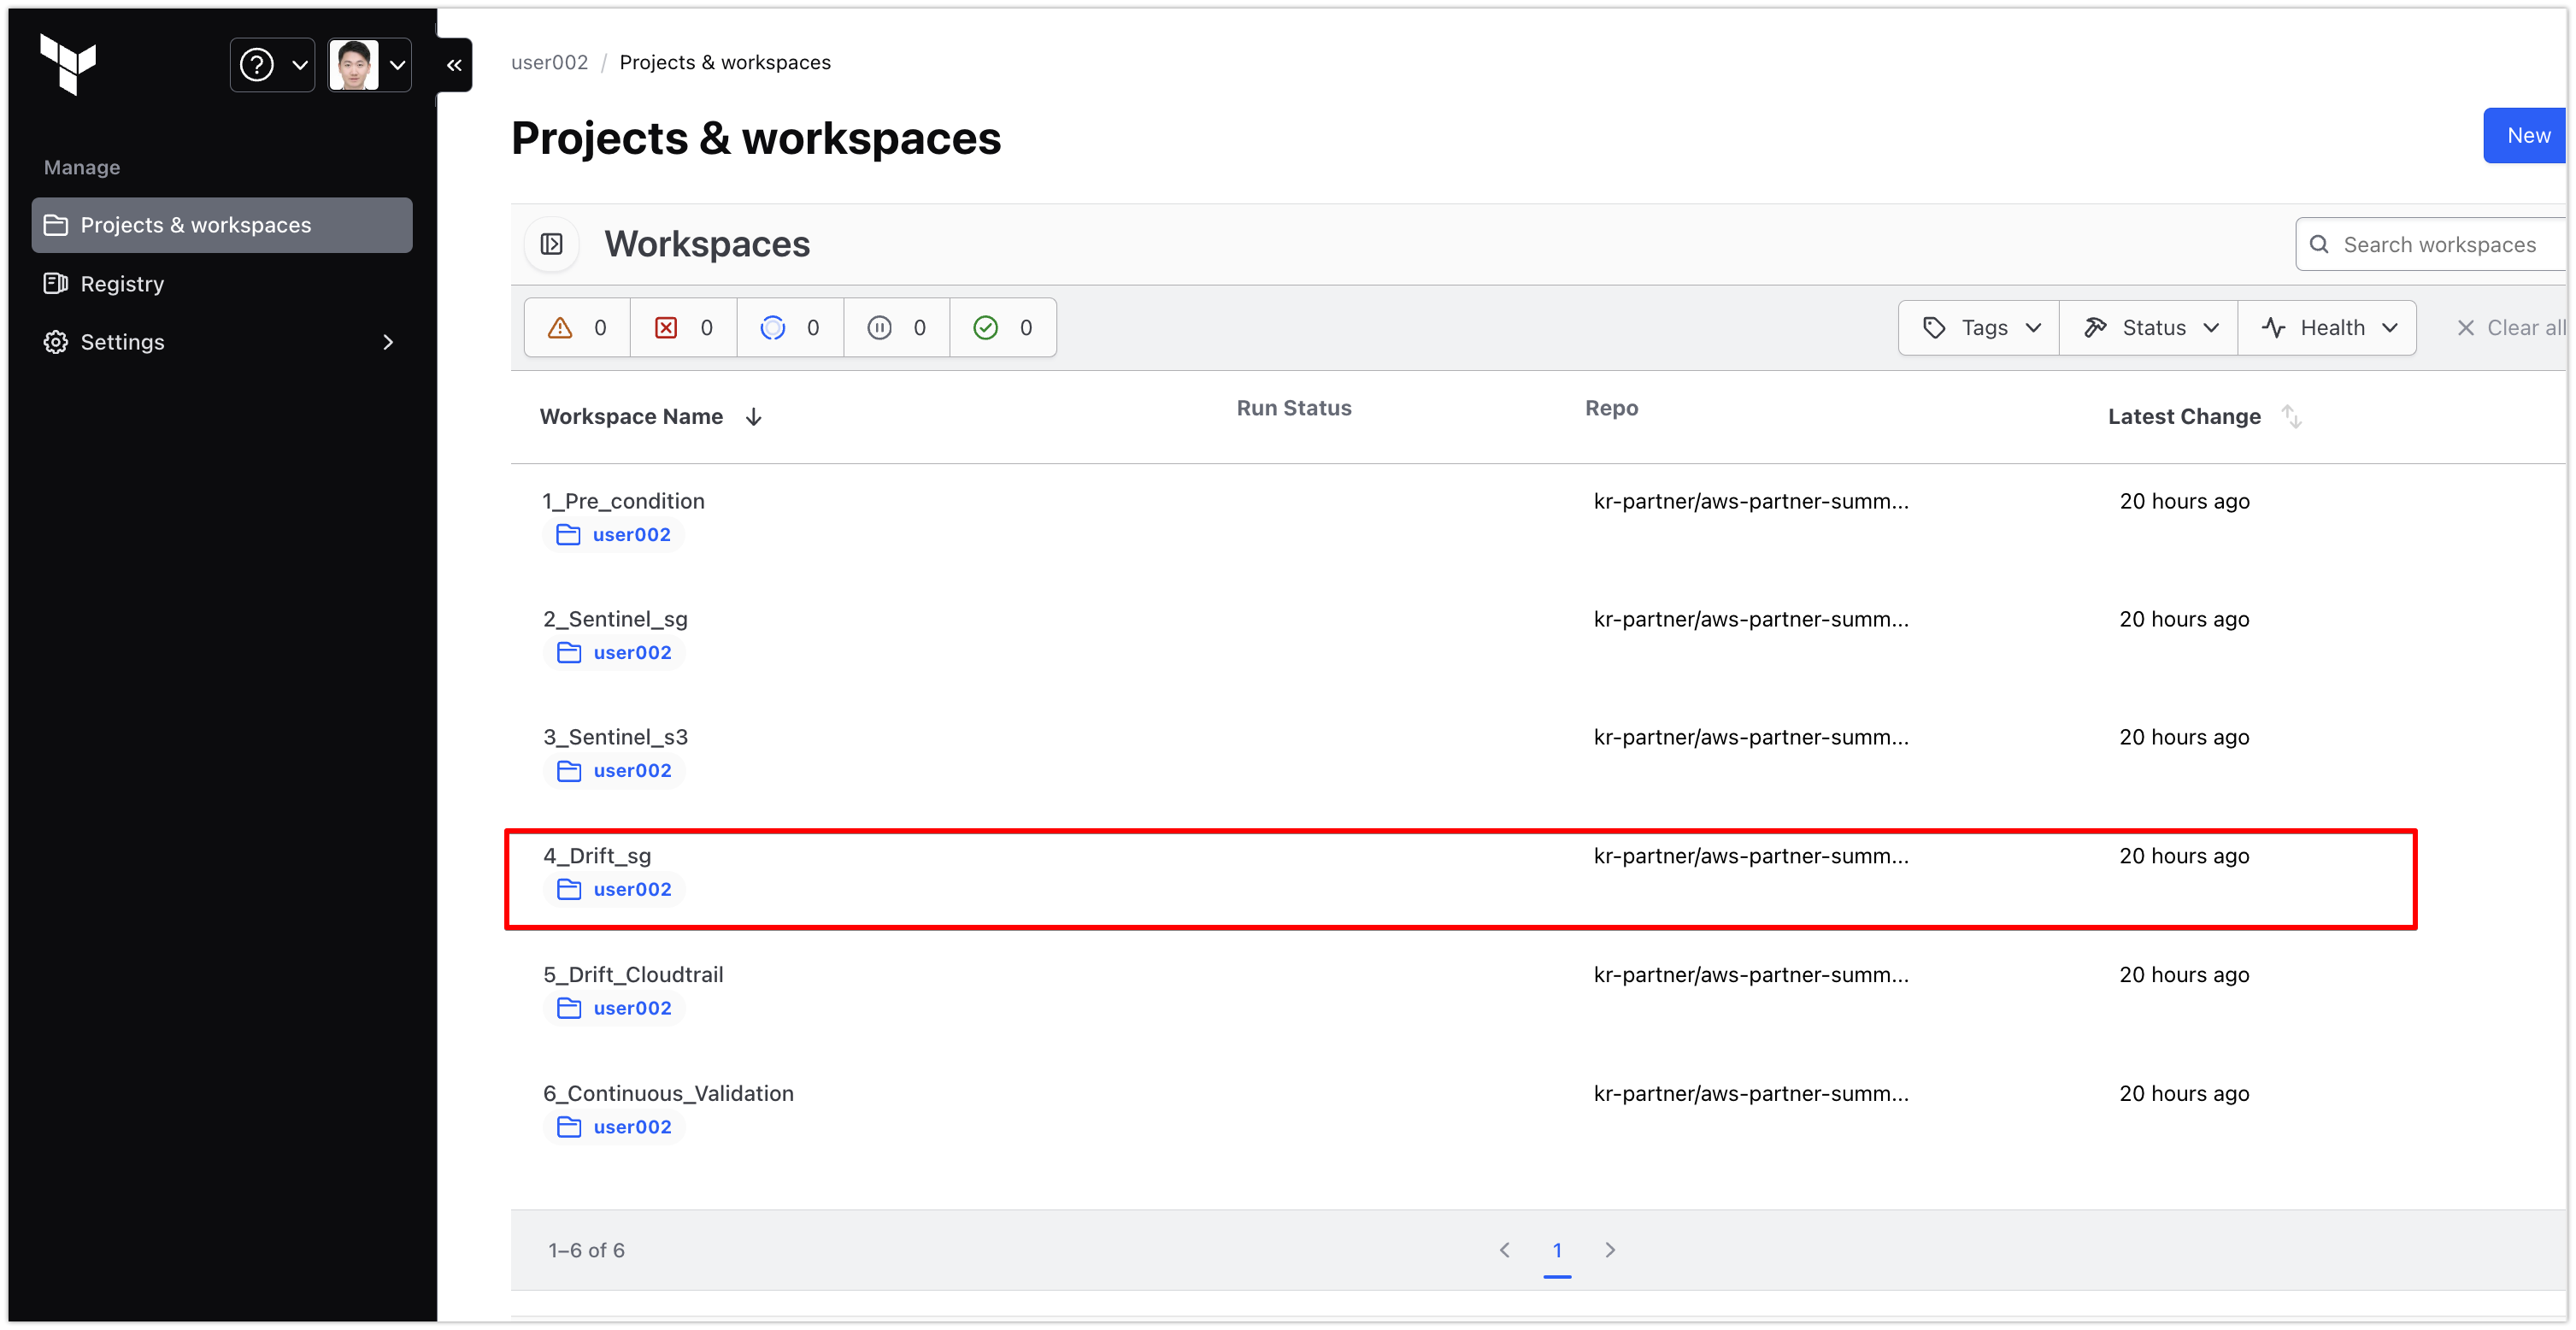 user002 / Projects & workspaces
Projects & workspaces
New
Manage
Projects & workspaces
Registry
Settings
Workspaces
Search workspaces
0 0 0 0 0
Tags Status Health Clear all
Workspace Name Run Status Repo Latest Change
1_Pre_condition kr-partner/aws-partner-summ... 20 hours ago
user002
2_Sentinel_sg kr-partner/aws-partner-summ... 20 hours ago
user002
3_Sentinel_s3 kr-partner/aws-partner-summ... 20 hours ago
user002
4_Drift_sg kr-partner/aws-partner-summ... 20 hours ago
user002
5_Drift_Cloudtrail kr-partner/aws-partner-summ... 20 hours ago
user002
6_Continuous_Validation kr-partner/aws-partner-summ... 20 hours ago
user002
1–6 of 6 1